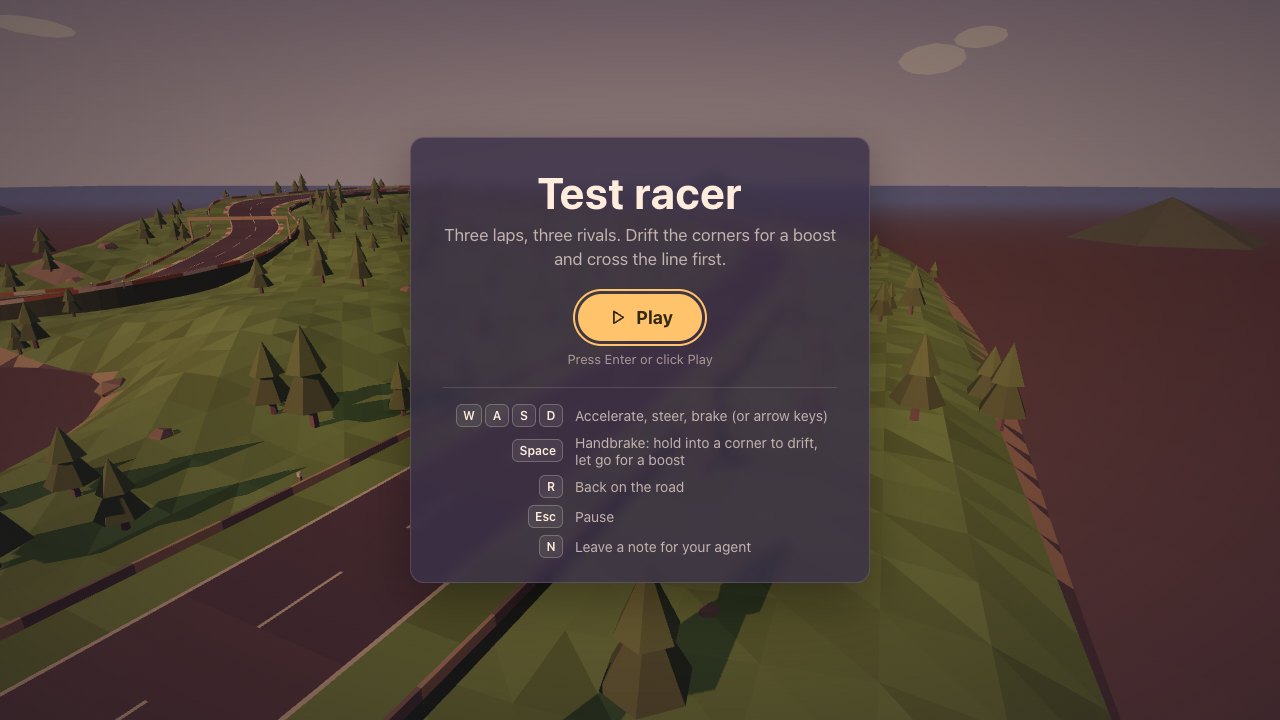 Test racer
Three laps, three rivals. Drift the corners for a boost
and cross the line first.
Play
Press Enter or click Play
W A S D Accelerate, steer, brake (or arrow keys)
Space Handbrake: hold into a corner to drift,
let go for a boost
R Back on the road
Esc Pause
N Leave a note for your agent